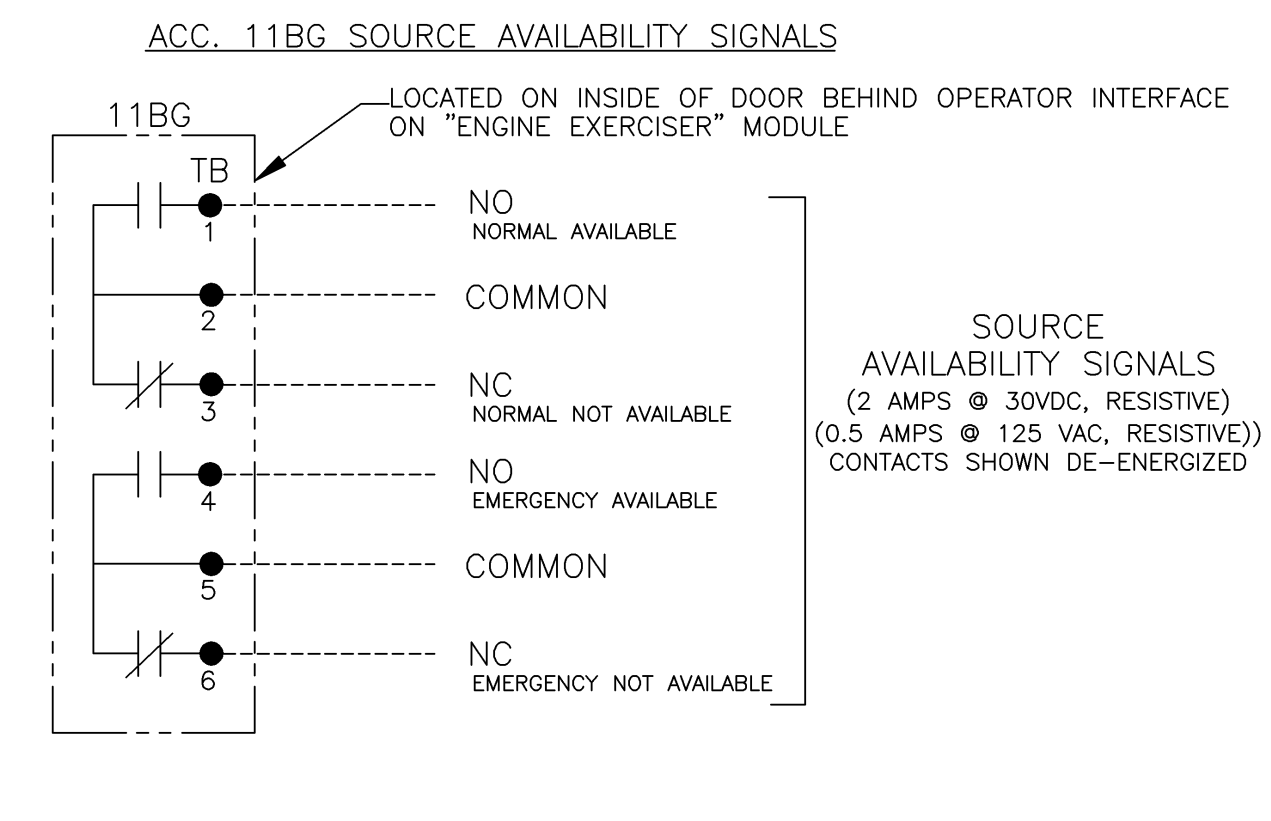 ACC. 11BG SOURCE AVAILABILITY SIGNALS
LOCATED ON INSIDE OF DOOR BEHIND OPERATOR INTERFACE
ON "ENGINE EXERCISER" MODULE
11BG
TB
1
NO
NORMAL AVAILABLE
2
COMMON
3
NC
NORMAL NOT AVAILABLE
4
NO
EMERGENCY AVAILABLE
5
COMMON
6
NC
EMERGENCY NOT AVAILABLE
SOURCE
AVAILABILITY SIGNALS
(2 AMPS @ 30VDC, RESISTIVE)
(0.5 AMPS @ 125 VAC, RESISTIVE))
CONTACTS SHOWN DE-ENERGIZED